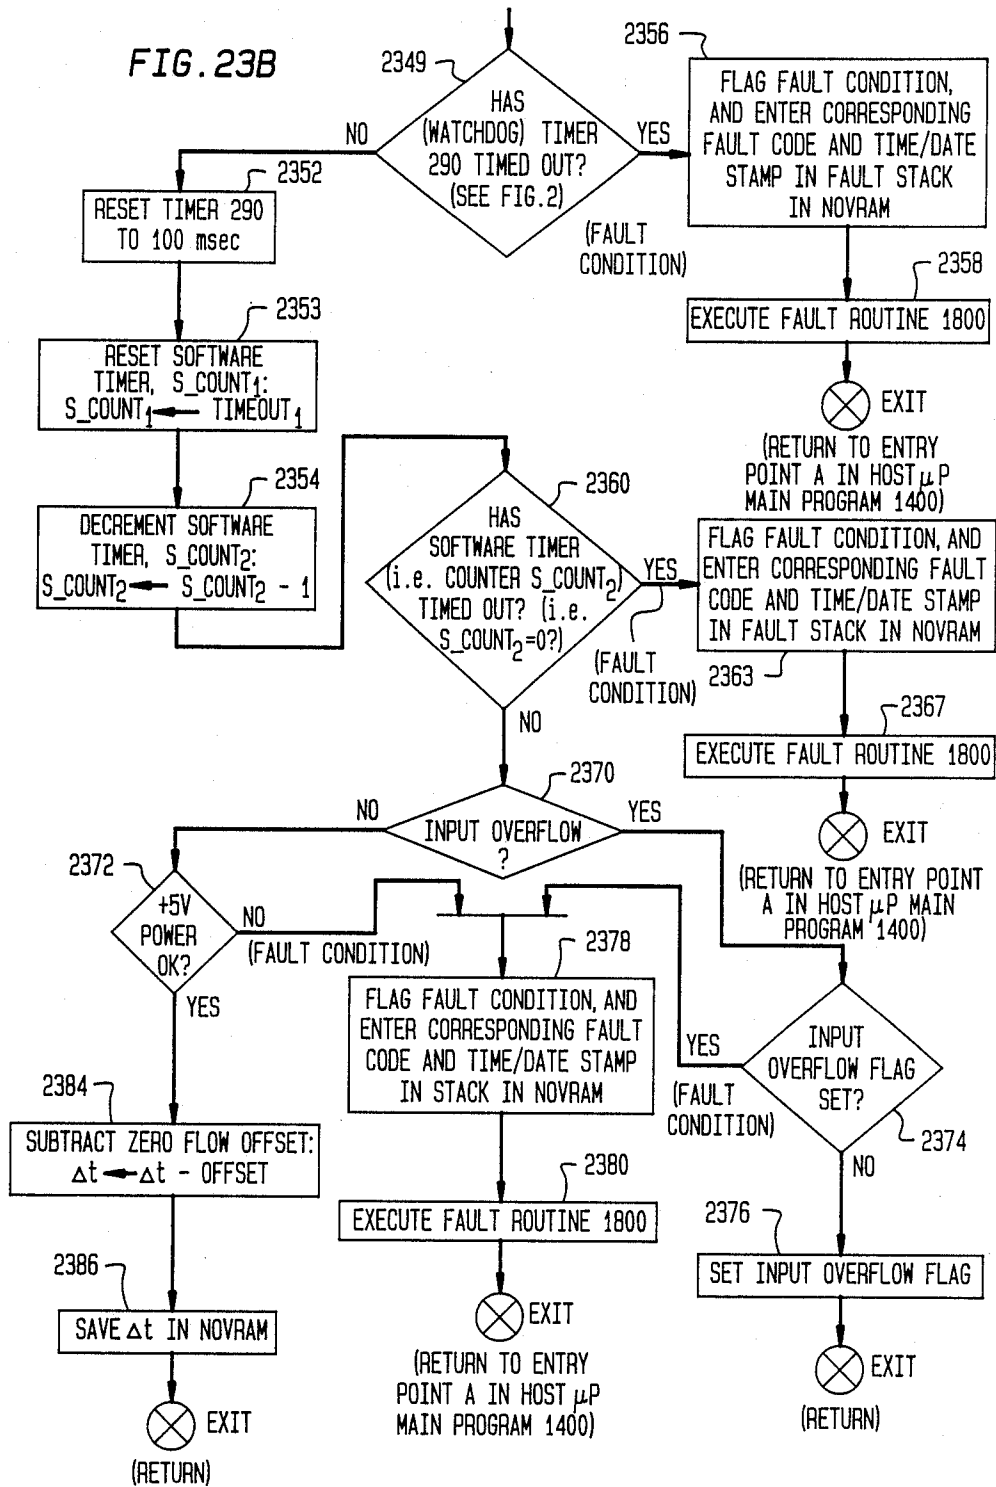 FIG.23B
2349
HAS
(WATCHDOG) TIMER
290 TIMED OUT?
(SEE FIG.2)
NO
YES
(FAULT
CONDITION)
2356
FLAG FAULT CONDITION,
AND ENTER CORRESPONDING
FAULT CODE AND TIME/DATE
STAMP IN FAULT STACK
IN NOVRAM
2358
EXECUTE FAULT ROUTINE 1800
EXIT
(RETURN TO ENTRY
POINT A IN HOST μP
MAIN PROGRAM 1400)
2352
RESET TIMER 290
TO 100 msec
2353
RESET SOFTWARE
TIMER, S_COUNT1:
S_COUNT1 ← TIMEOUT1
2354
DECREMENT SOFTWARE
TIMER, S_COUNT2:
S_COUNT2 ← S_COUNT2 - 1
2360
HAS
SOFTWARE TIMER
(i.e. COUNTER S_COUNT2)
TIMED OUT? (i.e.
S_COUNT2=0?)
YES
(FAULT
CONDITION)
NO
FLAG FAULT CONDITION, AND
ENTER CORRESPONDING FAULT
CODE AND TIME/DATE STAMP
IN FAULT STACK IN NOVRAM
2363
2367
EXECUTE FAULT ROUTINE 1800
EXIT
(RETURN TO ENTRY POINT
A IN HOST μP MAIN
PROGRAM 1400)
2370
INPUT OVERFLOW
?
NO
YES
2372
+5V
POWER
OK?
NO
(FAULT CONDITION)
YES
2378
FLAG FAULT CONDITION, AND
ENTER CORRESPONDING FAULT
CODE AND TIME/DATE STAMP
IN STACK IN NOVRAM
2380
EXECUTE FAULT ROUTINE 1800
EXIT
(RETURN TO ENTRY
POINT A IN HOST μP
MAIN PROGRAM 1400)
INPUT
OVERFLOW FLAG
SET?
2374
YES
(FAULT
CONDITION)
NO
2376
SET INPUT OVERFLOW FLAG
EXIT
(RETURN)
2384
SUBTRACT ZERO FLOW OFFSET:
Δt ← Δt - OFFSET
2386
SAVE Δt IN NOVRAM
EXIT
(RETURN)